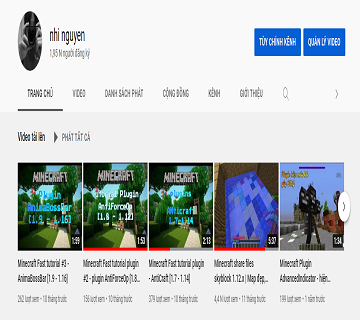 nhi nguyen
1,95 N người đăng ký
TÙY CHỈNH KÊNH
QUẢN LÝ VIDEO
TRANG CHỦ VIDEO DANH SÁCH PHÁT CỘNG ĐỒNG KÊNH GIỚI THIỆU
Video tải lên PHÁT TẤT CẢ
MINECRAFT
Plugin
AnimaBossBar
[1.9 - 1.16]
1:59
MINECRAFT
Tutorial Plugin
AntiForceOp
[1.8 - 1.12]
1:53
MINECRAFT
Plugins
1.7-1.14
2:13
5:37
1:34
Minecraft Fast tutorial #3 -
AnimaBossBar [1.9 - 1.16]
262 lượt xem • 10 tháng trước
Minecraft Fast tutorial plugin
#2 - plugin AntiForceOp [1.8...
156 lượt xem • 10 tháng trước
Minecraft Fast tutorial plugin
- AntiCraft [1.7 - 1.14]
379 lượt xem • 10 tháng trước
Minecraft share files
skyblock 1.12.x | Map đẹp,...
4,4 N lượt xem • 11 tháng trước
Minecraft Plugin
AdvancedIndicator - hiện...
199 lượt xem • 1 năm trước